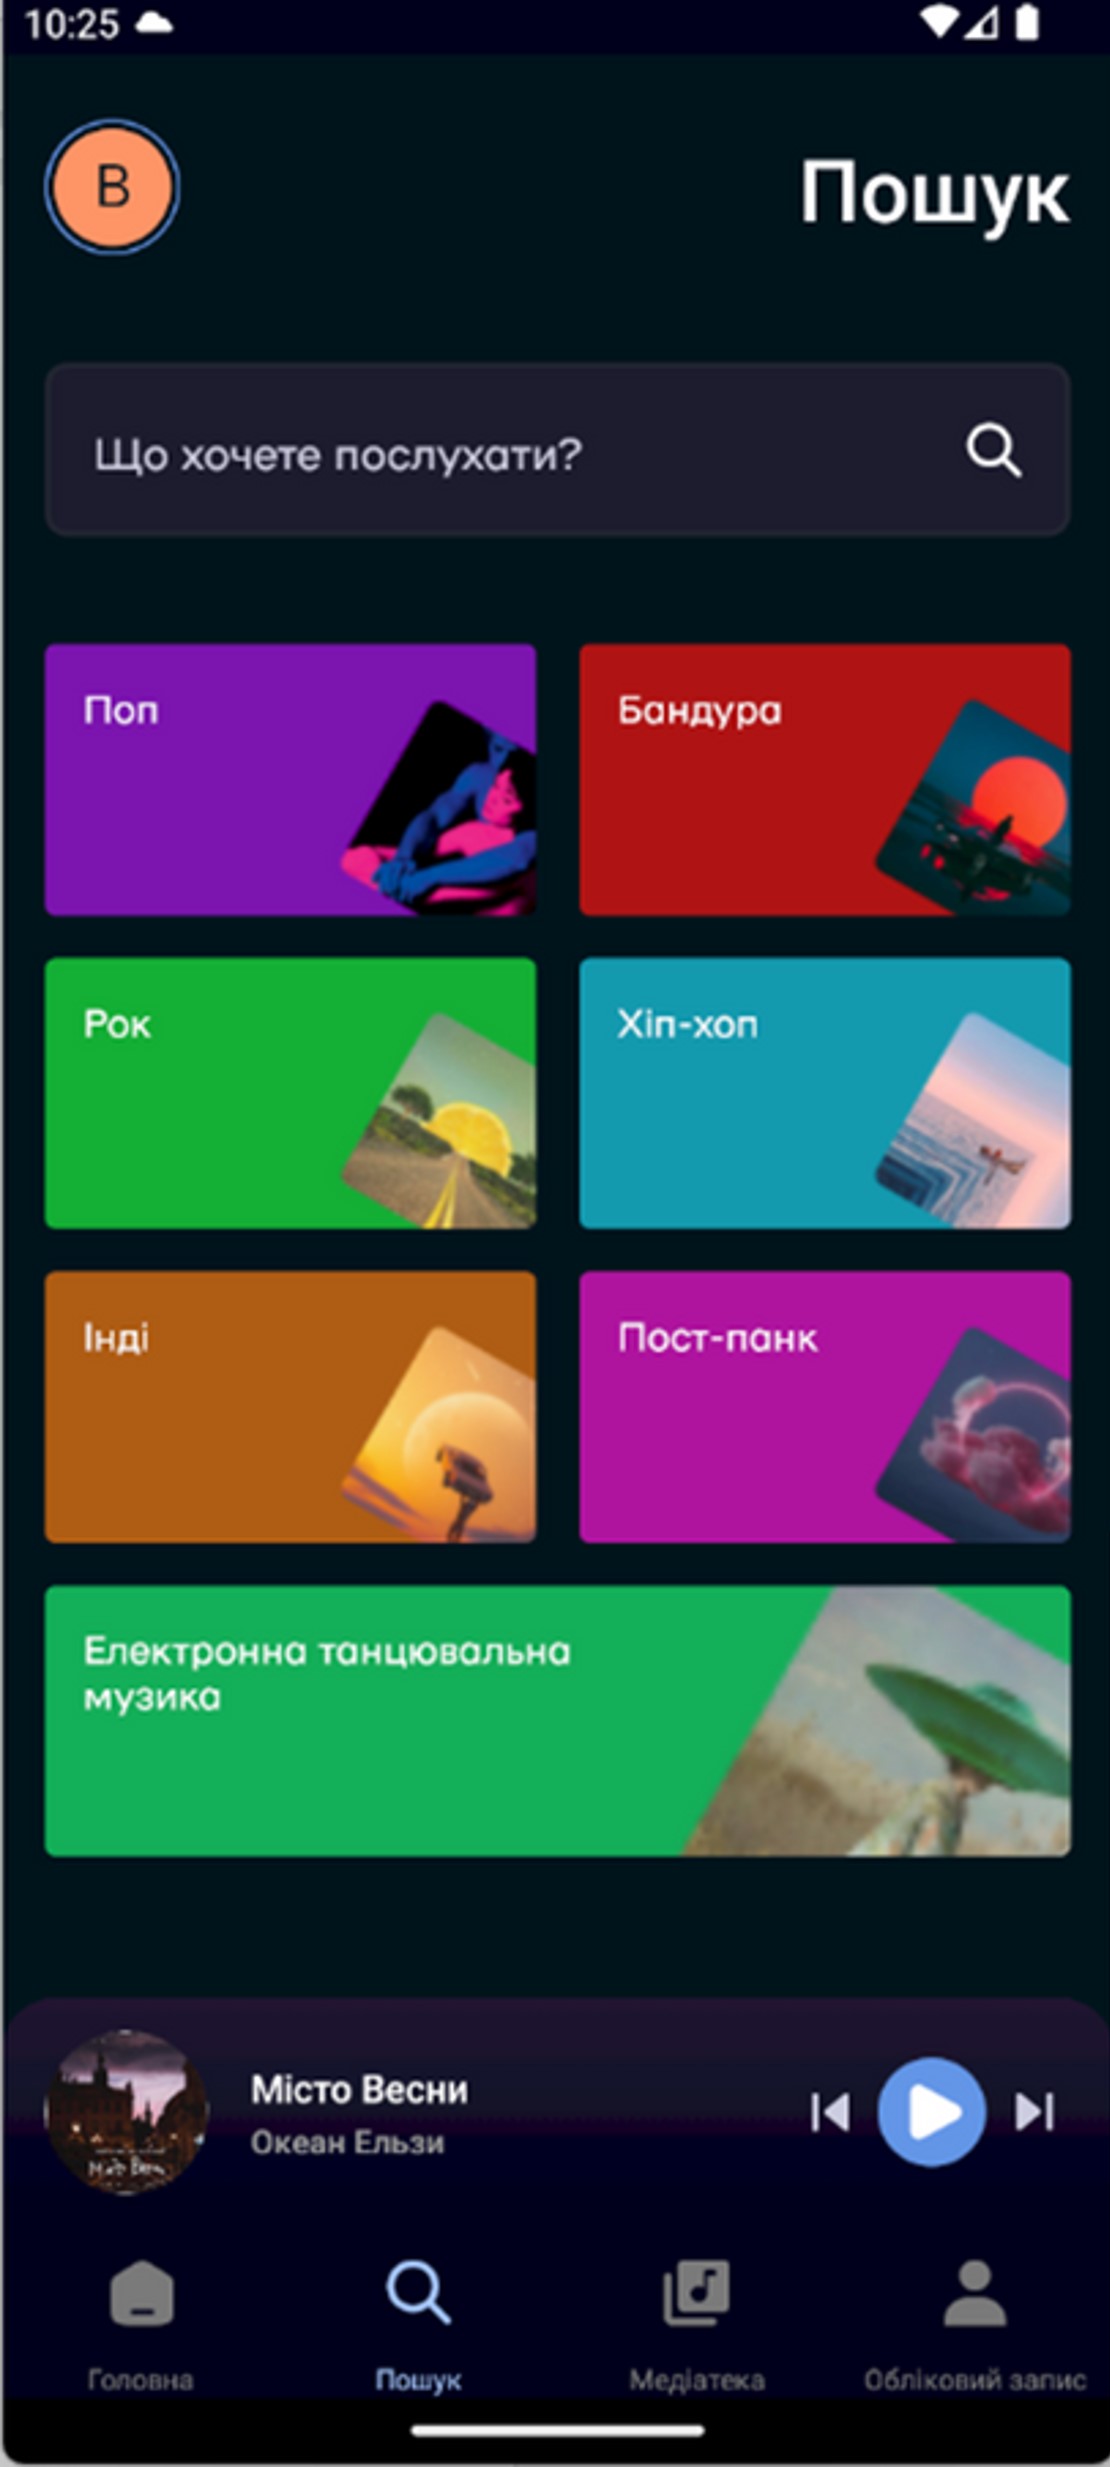 10:25
В
Пошук
Що хочете послухати?
Поп
Бандура
Рок
Хіп-хоп
Інді
Пост-панк
Електронна танцювальна
музика
Місто Весни
Океан Ельзи
Головна
Пошук
Медіатека
Обліковий запис